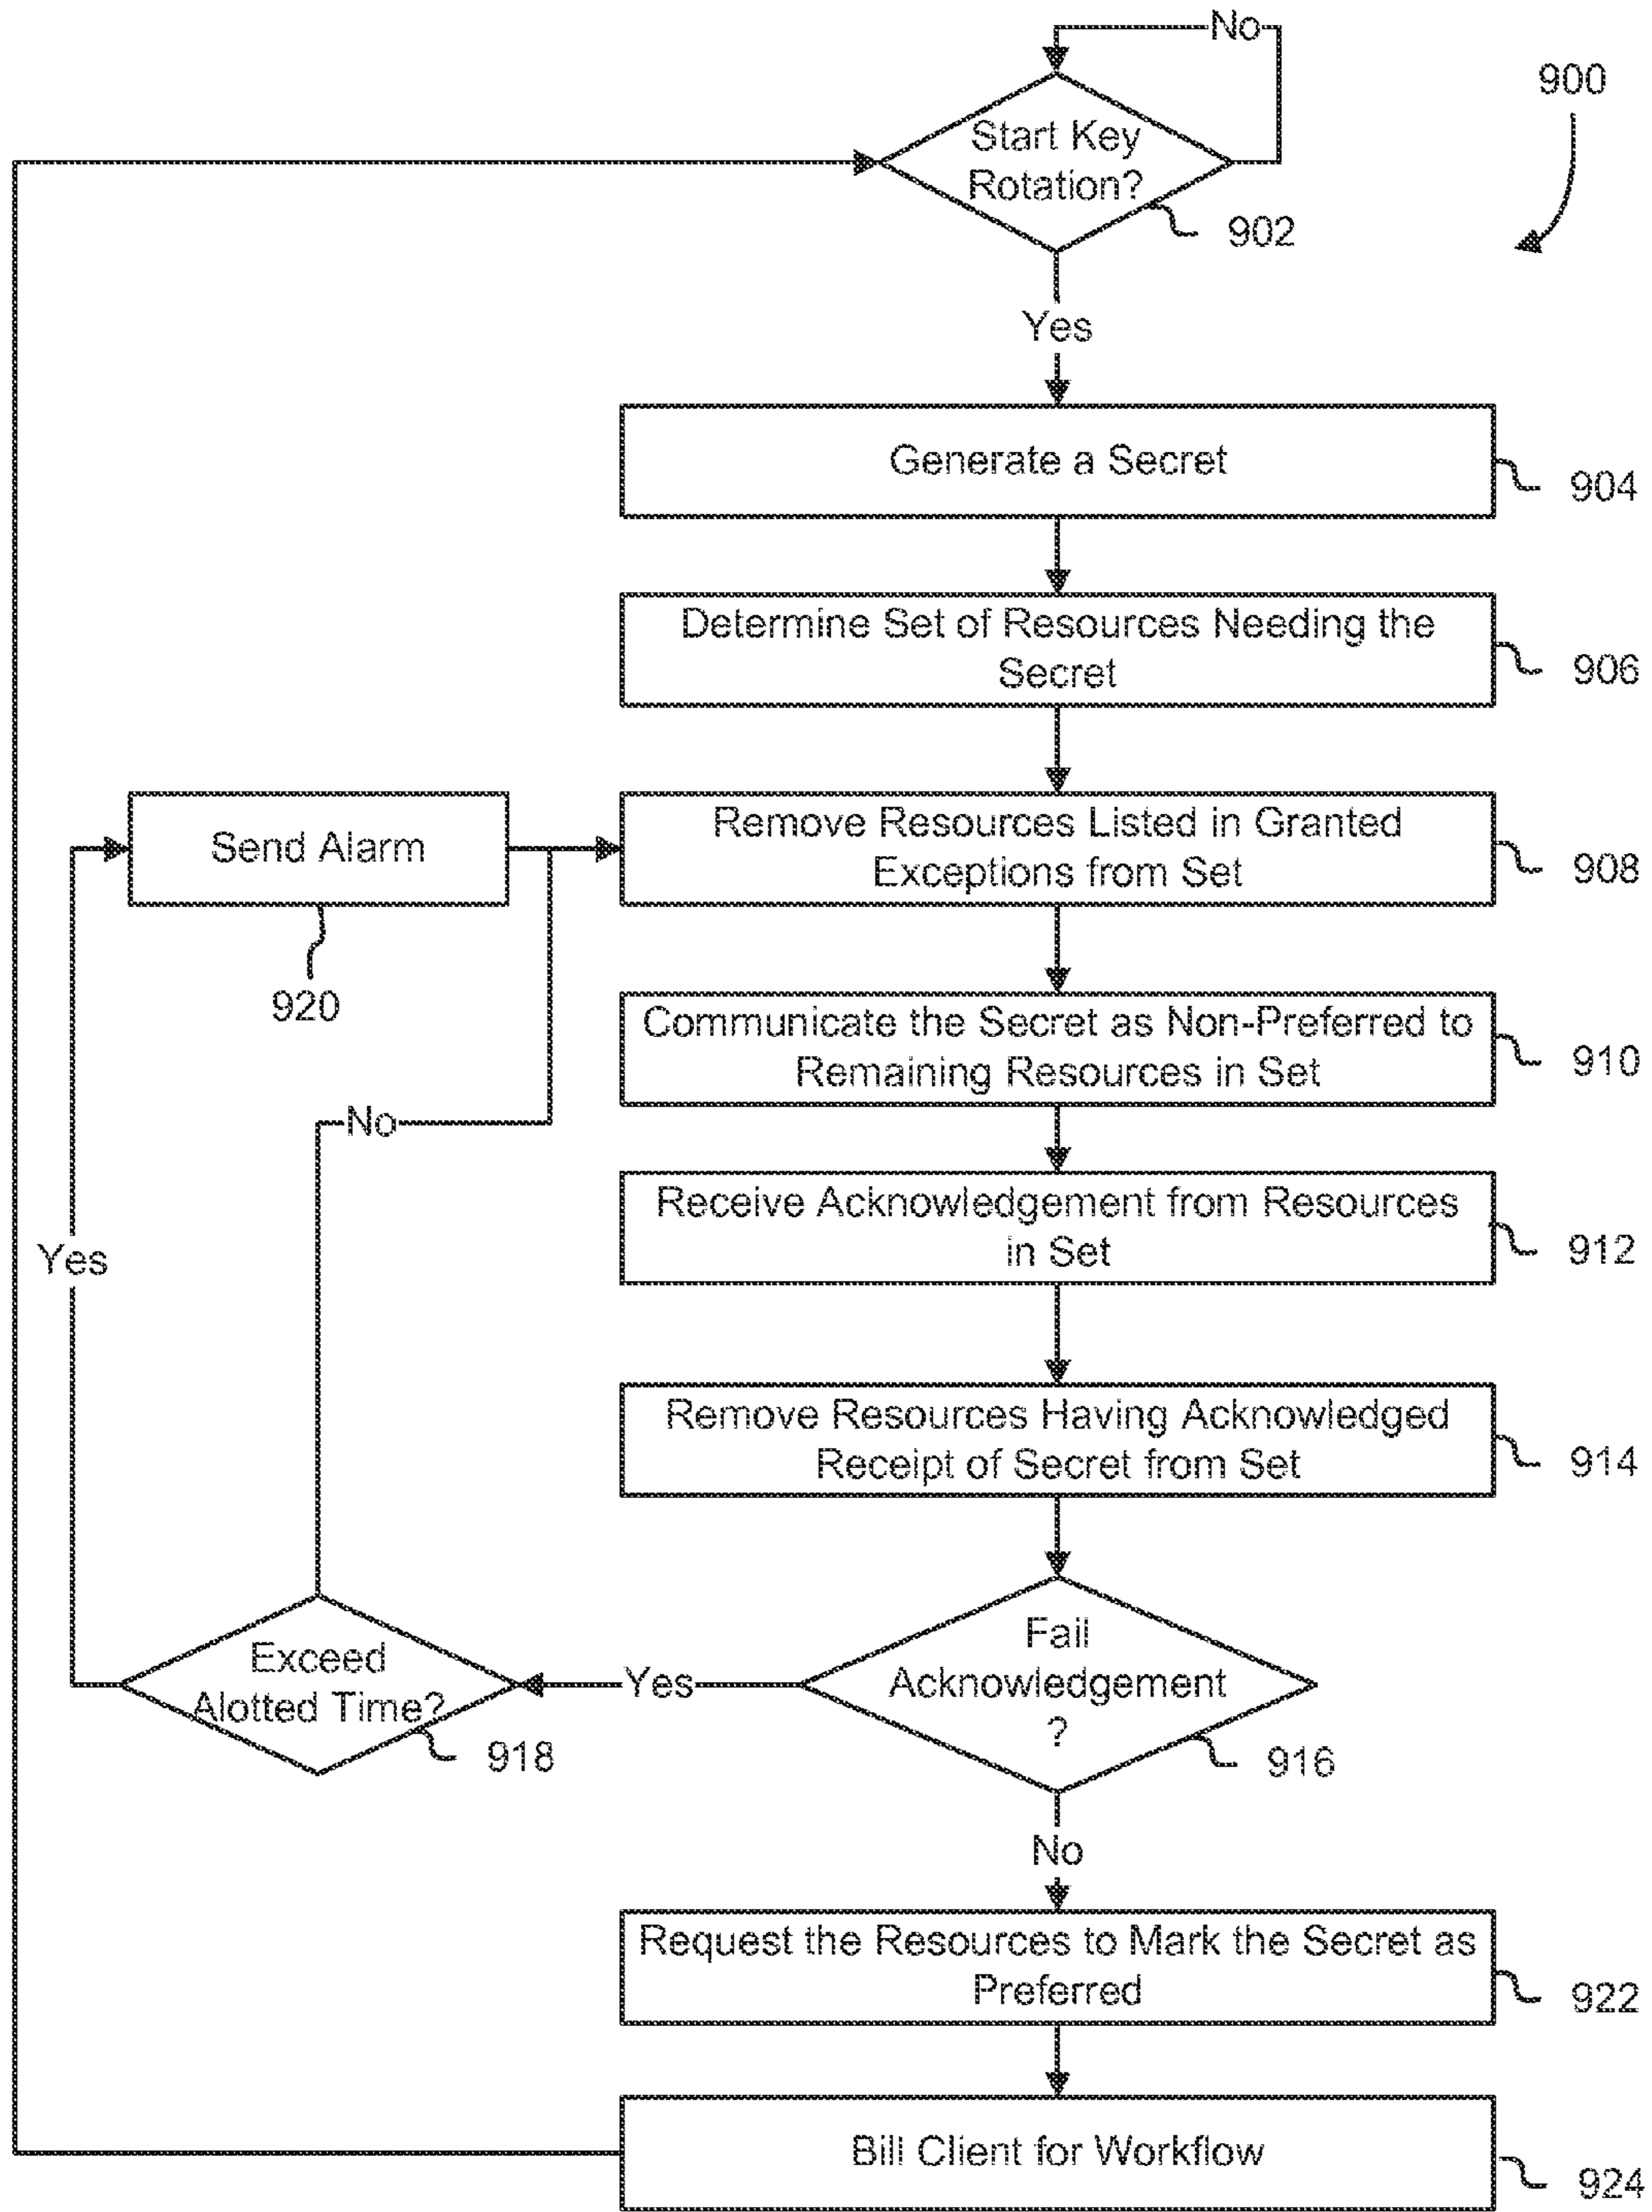 No
900
Start Key
Rotation?
902
Yes
Generate a Secret
904
Determine Set of Resources Needing the
Secret
906
Send Alarm
920
Remove Resources Listed in Granted
Exceptions from Set
908
Communicate the Secret as Non-Preferred to
Remaining Resources in Set
910
No
Receive Acknowledgement from Resources
in Set
912
Yes
Remove Resources Having Acknowledged
Receipt of Secret from Set
914
Exceed
Alotted Time?
918
Yes
Fail
Acknowledgement
?
916
No
Request the Resources to Mark the Secret as
Preferred
922
Bill Client for Workflow
924